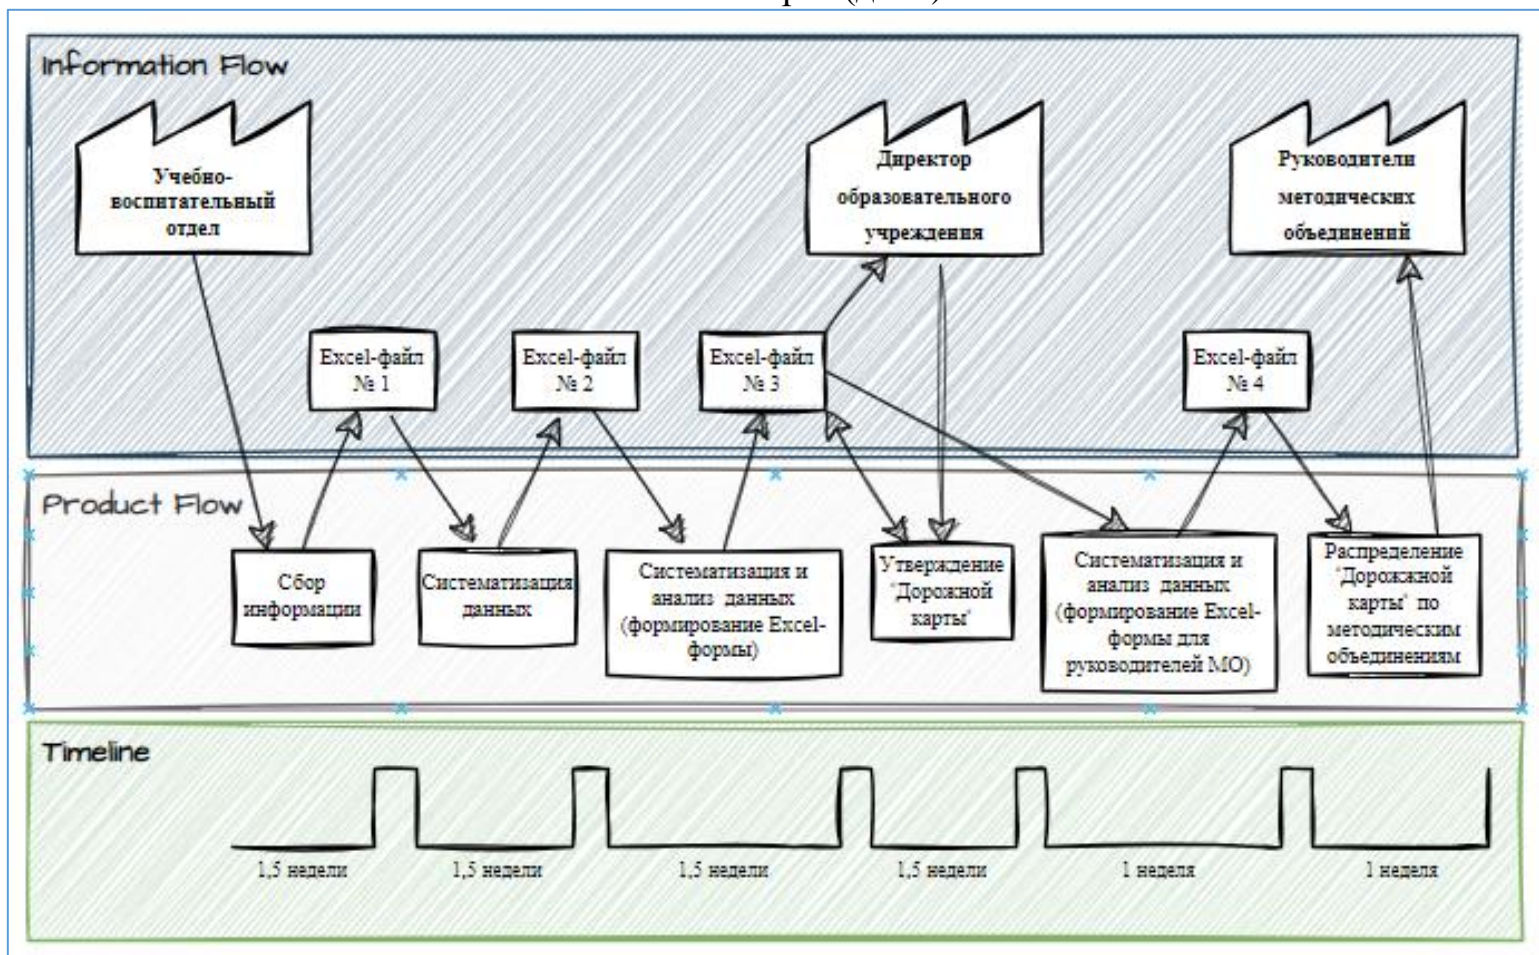 Information Flow
Учебно-
воспитательный
отдел
Директор
образовательного
учреждения
Руководители
методических
объединений
Excel-файл
№ 1
Excel-файл
№ 2
Excel-файл
№ 3
Excel-файл
№ 4
Product Flow
Сбор
информации
Систематизация
данных
Систематизация и
анализ данных
(формирование Excel-
формы)
Утверждение
"Дорожной
карты"
Систематизация и
анализ данных
(формирование Excel-
формы для
руководителей МО)
Распределение
"Дорожжной
карты" по
методическим
объединениям
Timeline
1,5 недели
1,5 недели
1,5 недели
1,5 недели
1 неделя
1 неделя